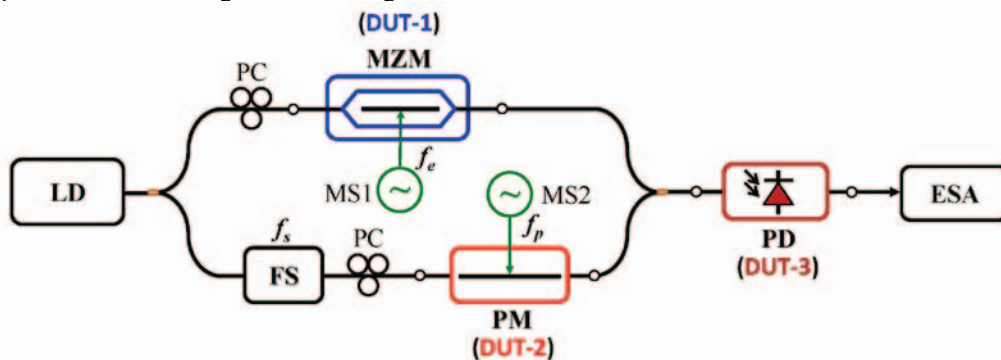 (DUT-1)
MZM
PC
f_e
LD
MS1
MS2
PD
(DUT-3)
ESA
f_s
FS
PC
f_p
PM
(DUT-2)